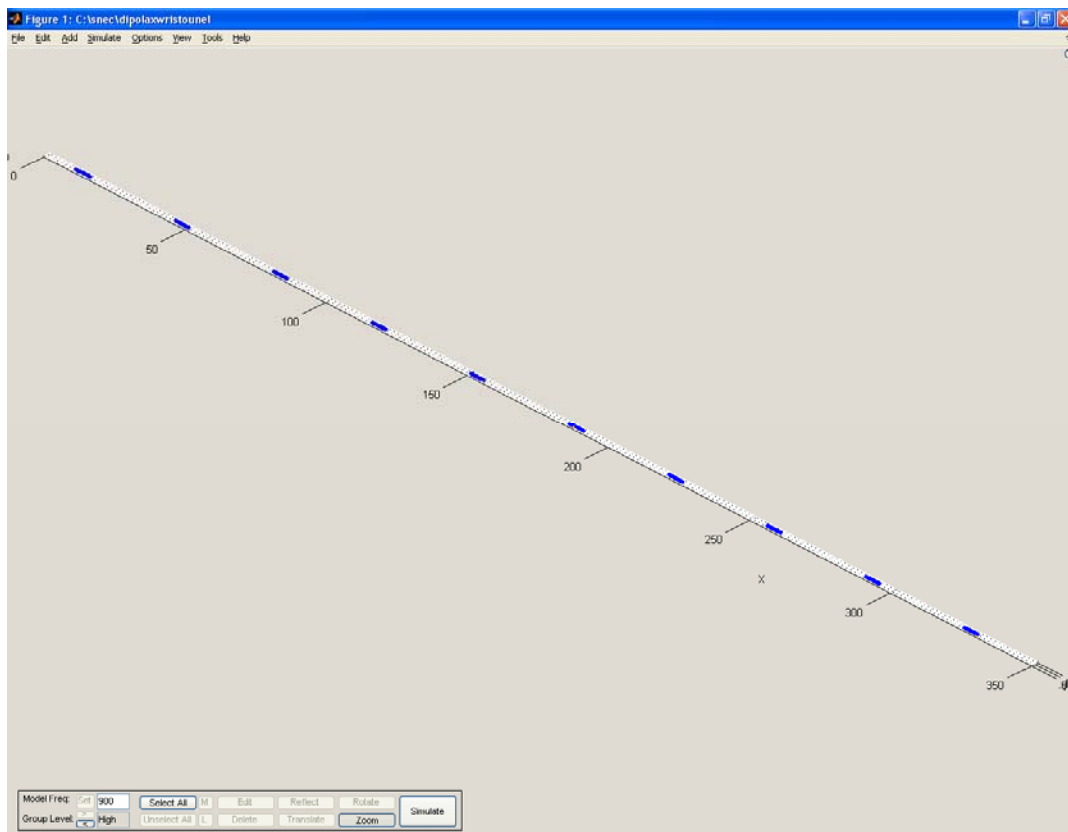 Figure 1: C:\snec\dipolaxwristounel
File Edit Add Simulate Options View Tools Help
0
50
100
150
200
250
X
300
350
Model Freq: Set 900 Select All M Edit Reflect Rotate Simulate
Group Level: High Unselect All L Delete Translate Zoom